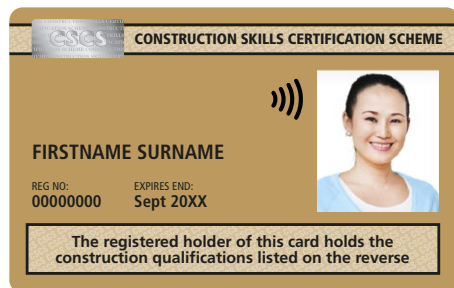 CSCS
CONSTRUCTION SKILLS CERTIFICATION SCHEME
FIRSTNAME SURNAME
REG NO: EXPIRES END:
00000000 Sept 20XX
The registered holder of this card holds the
construction qualifications listed on the reverse